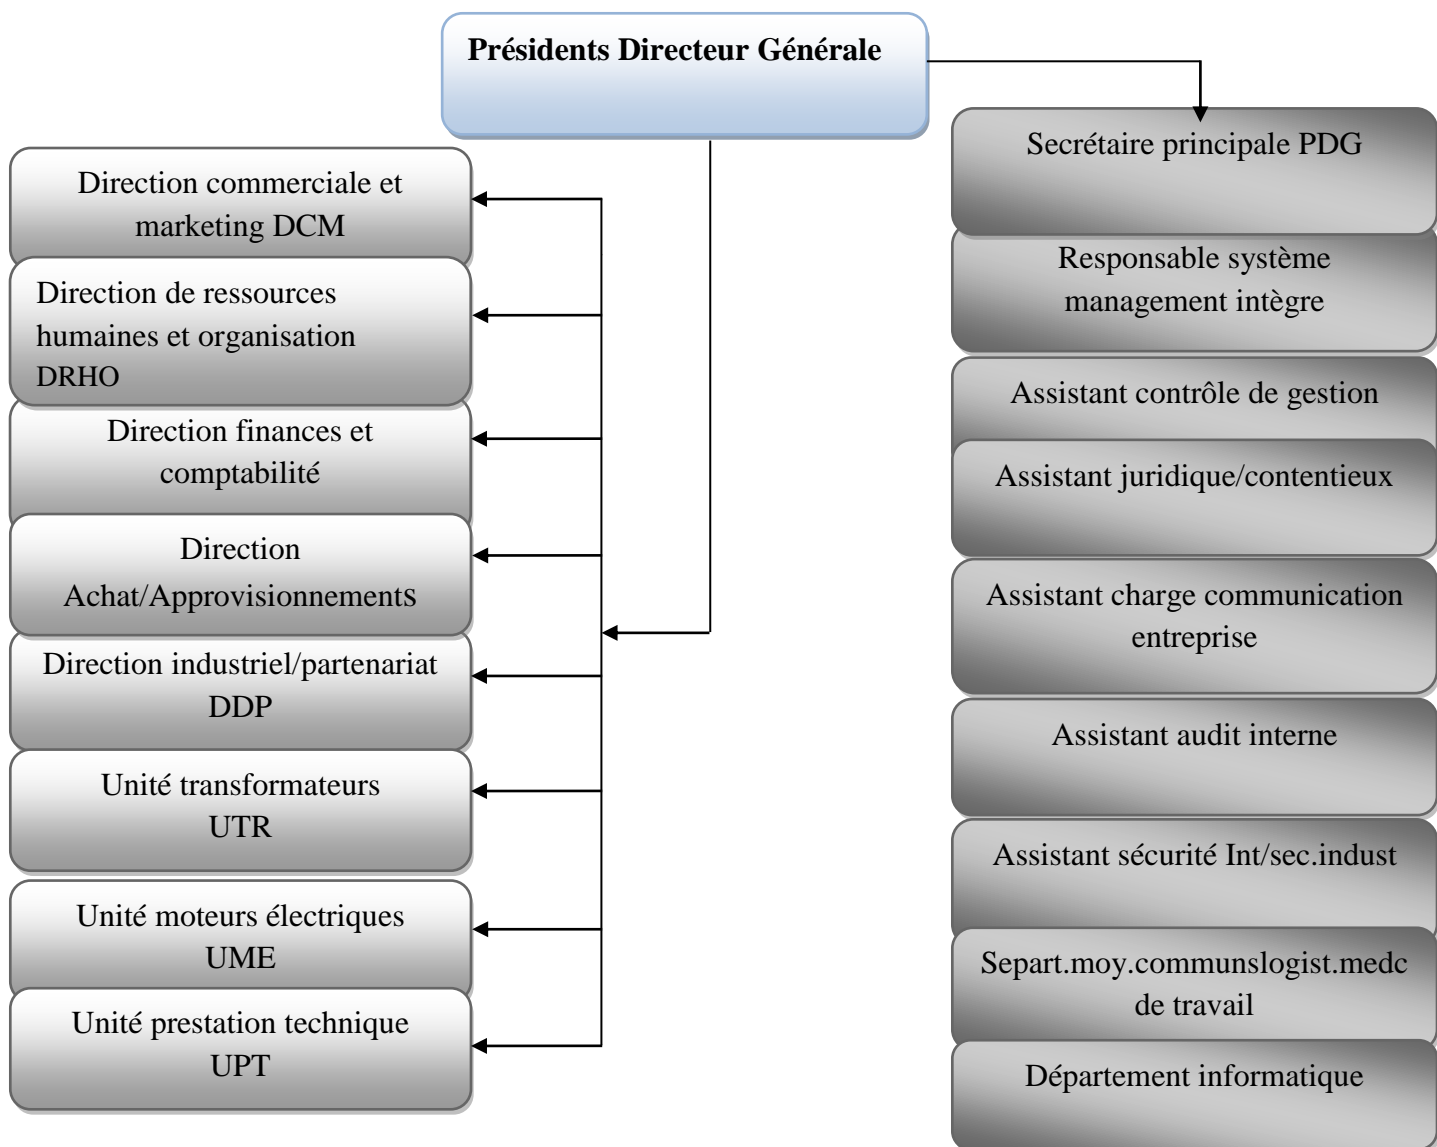 Présidents Directeur Générale
Direction commerciale et
marketing DCM
Direction de ressources
humaines et organisation
DRHO
Direction finances et
comptabilité
Direction
Achat/Approvisionnements
Direction industriel/partenariat
DDP
Unité transformateurs
UTR
Unité moteurs électriques
UME
Unité prestation technique
UPT
Secrétaire principale PDG
Responsable système
management intègre
Assistant contrôle de gestion
Assistant juridique/contentieux
Assistant charge communication
entreprise
Assistant audit interne
Assistant sécurité Int/sec.indust
Separt.moy.communslogist.medc
de travail
Département informatique